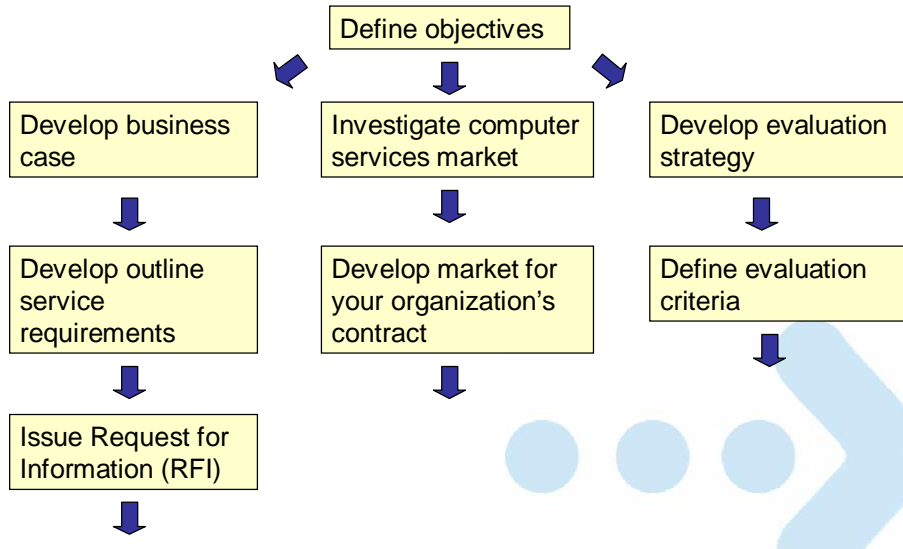 Define objectives
Develop business
case
Investigate computer
services market
Develop evaluation
strategy
Develop outline
service
requirements
Develop market for
your organization's
contract
Define evaluation
criteria
Issue Request for
Information (RFI)